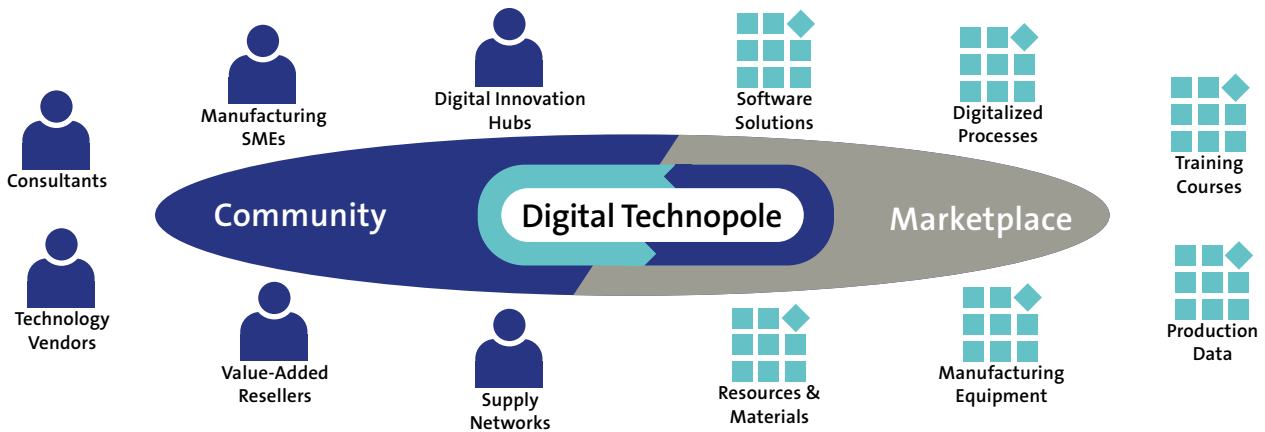 Digital Innovation
Hubs
Software
Solutions
Manufacturing
SMEs
Digitalized
Processes
Consultants
Training
Courses
Community
Digital Technopole
Marketplace
Technology
Vendors
Production
Data
Value-Added
Resellers
Manufacturing
Equipment
Supply
Networks
Resources &
Materials